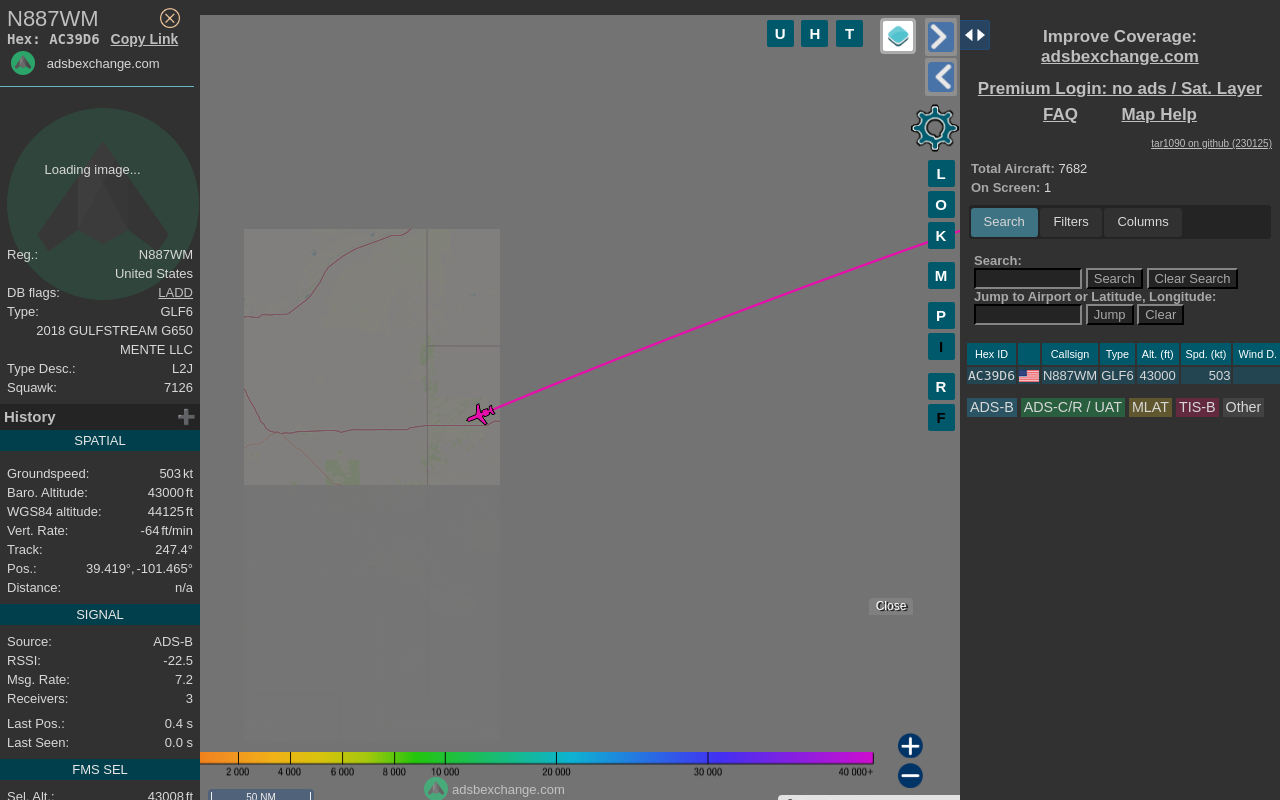 N887WM
Hex: AC39D6 Copy Link
adsbexchange.com
Loading image...
Reg.: N887WM
United States
DB flags: LADD
Type: GLF6
2018 GULFSTREAM G650
MENTE LLC
Type Desc.: L2J
Squawk: 7126
History
SPATIAL
Groundspeed: 503 kt
Baro. Altitude: 43000 ft
WGS84 altitude: 44125 ft
Vert. Rate: -64 ft/min
Track: 247.4°
Pos.: 39.419°, -101.465°
Distance: n/a
SIGNAL
Source: ADS-B
RSSI: -22.5
Msg. Rate: 7.2
Receivers: 3
Last Pos.: 0.4 s
Last Seen: 0.0 s
FMS SEL
Sel. Alt.: 43008 ft
U H T
L
O
K
M
P
I
R
F
Close
2 000 4 000 6 000 8 000 10 000 20 000 30 000 40 000+
adsbexchange.com
50 NM
Improve Coverage:
adsbexchange.com
Premium Login: no ads / Sat. Layer
FAQ Map Help
tar1090 on github (230125)
Total Aircraft: 7682
On Screen: 1
Search Filters Columns
Search:
Search Clear Search
Jump to Airport or Latitude, Longitude:
Jump Clear
Hex ID Callsign Type Alt. (ft) Spd. (kt) Wind D.
AC39D6 N887WM GLF6 43000 503
ADS-B ADS-C/R / UAT MLAT TIS-B Other